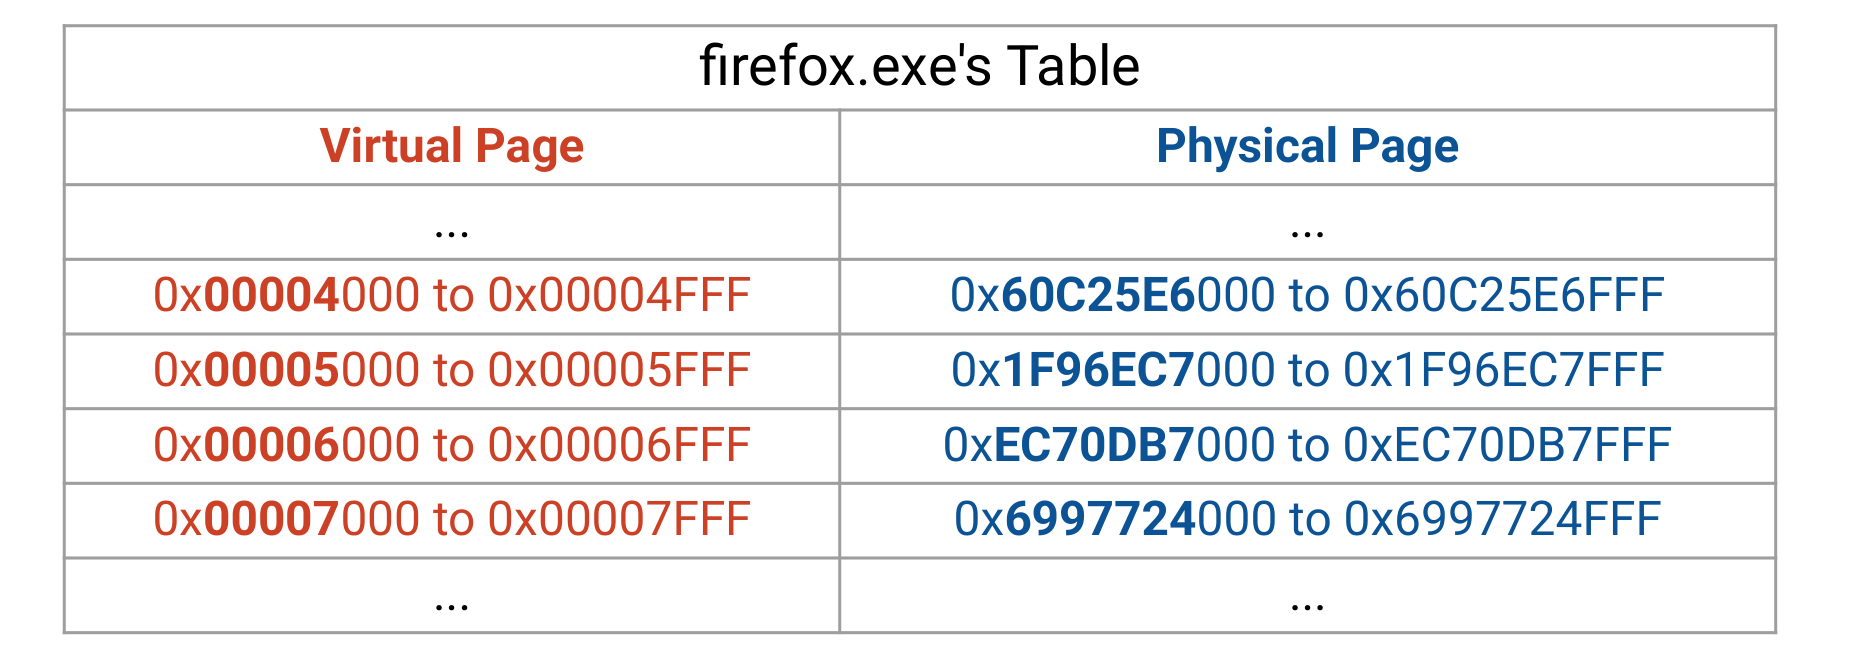 firefox.exe's Table
Virtual Page Physical Page
... ...
0x00004000 to 0x00004FFF 0x60C25E6000 to 0x60C25E6FFF
0x00005000 to 0x00005FFF 0x1F96EC7000 to 0x1F96EC7FFF
0x00006000 to 0x00006FFF 0xEC70DB7000 to 0xEC70DB7FFF
0x00007000 to 0x00007FFF 0x6997724000 to 0x6997724FFF
... ...